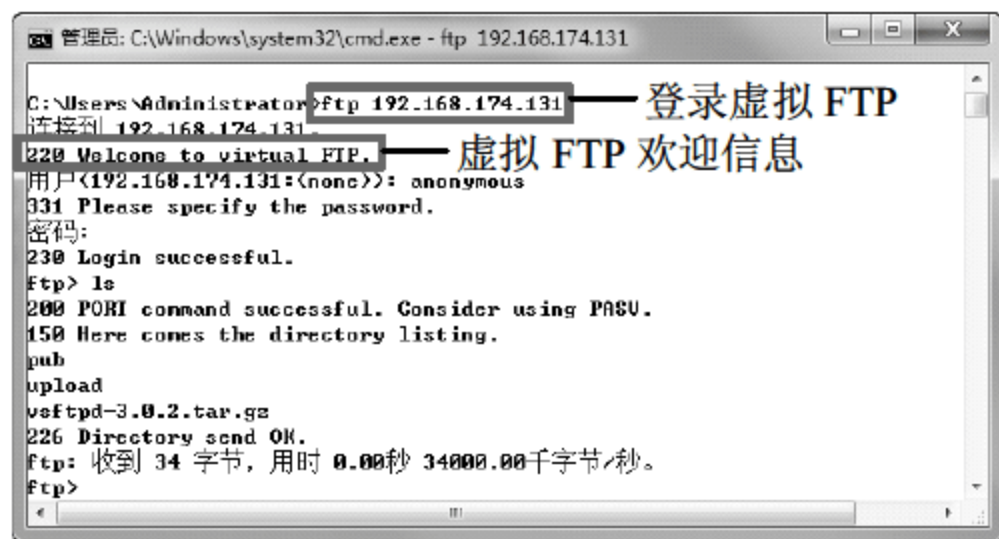 管理员: C:\Windows\system32\cmd.exe - ftp 192.168.174.131
C:\Users\Administrator>ftp 192.168.174.131
登录虚拟 FTP
连接到 192.168.174.131。
220 Welcome to virtual FTP.
虚拟 FTP 欢迎信息
用户(192.168.174.131:(none)): anonymous
331 Please specify the password.
密码:
230 Login successful.
ftp> ls
200 PORT command successful. Consider using PASV.
150 Here comes the directory listing.
pub
upload
vsftpd-3.0.2.tar.gz
226 Directory send OK.
ftp: 收到 34 字节，用时 0.00秒 34000.00千字节/秒。
ftp>